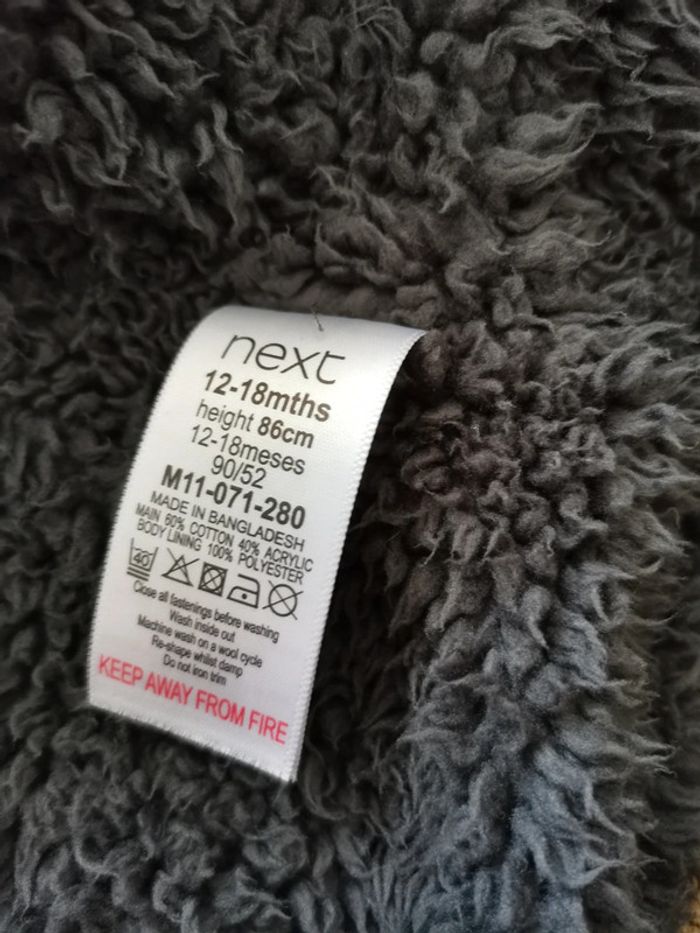 next
12-18mths
height 86cm
12-18meses
90/52
M11-071-280
MADE IN BANGLADESH
MAIN 60% COTTON 40% ACRYLIC
BODY LINING 100% POLYESTER
40
Close all fastenings before washing
Wash inside out
Machine wash on a wool cycle
Re-shape whilst damp
Do not iron trim
KEEP AWAY FROM FIRE